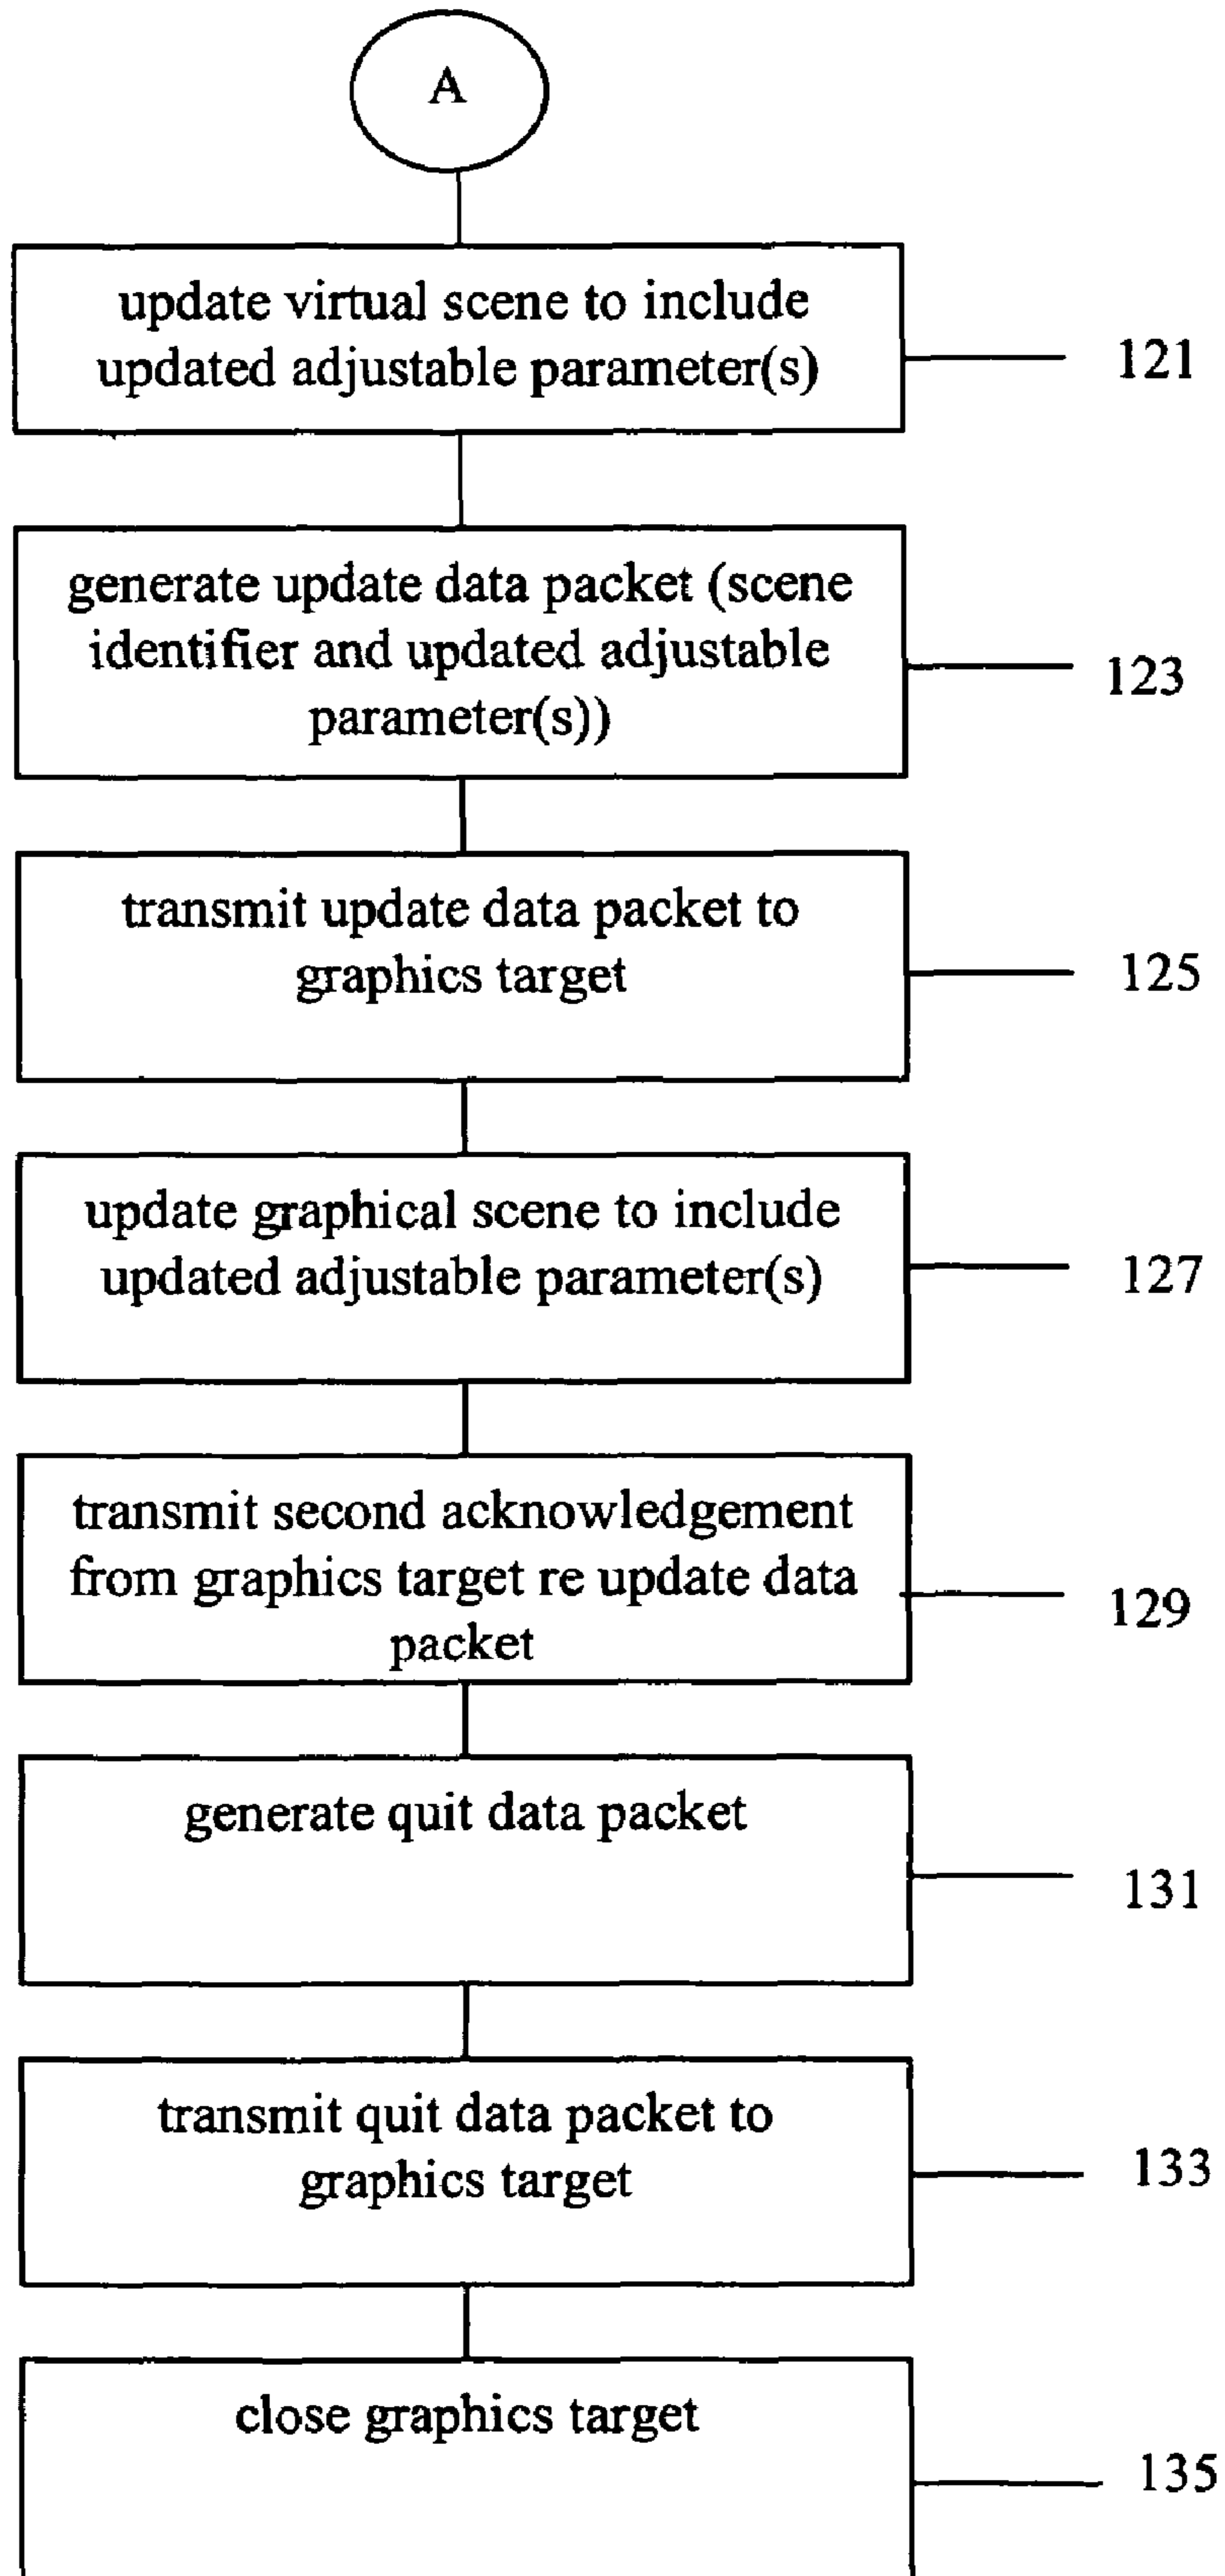 A
update virtual scene to include
updated adjustable parameter(s)
121
generate update data packet (scene
identifier and updated adjustable
parameter(s))
123
transmit update data packet to
graphics target
125
update graphical scene to include
updated adjustable parameter(s)
127
transmit second acknowledgement
from graphics target re update data
packet
129
generate quit data packet
131
transmit quit data packet to
graphics target
133
close graphics target
135